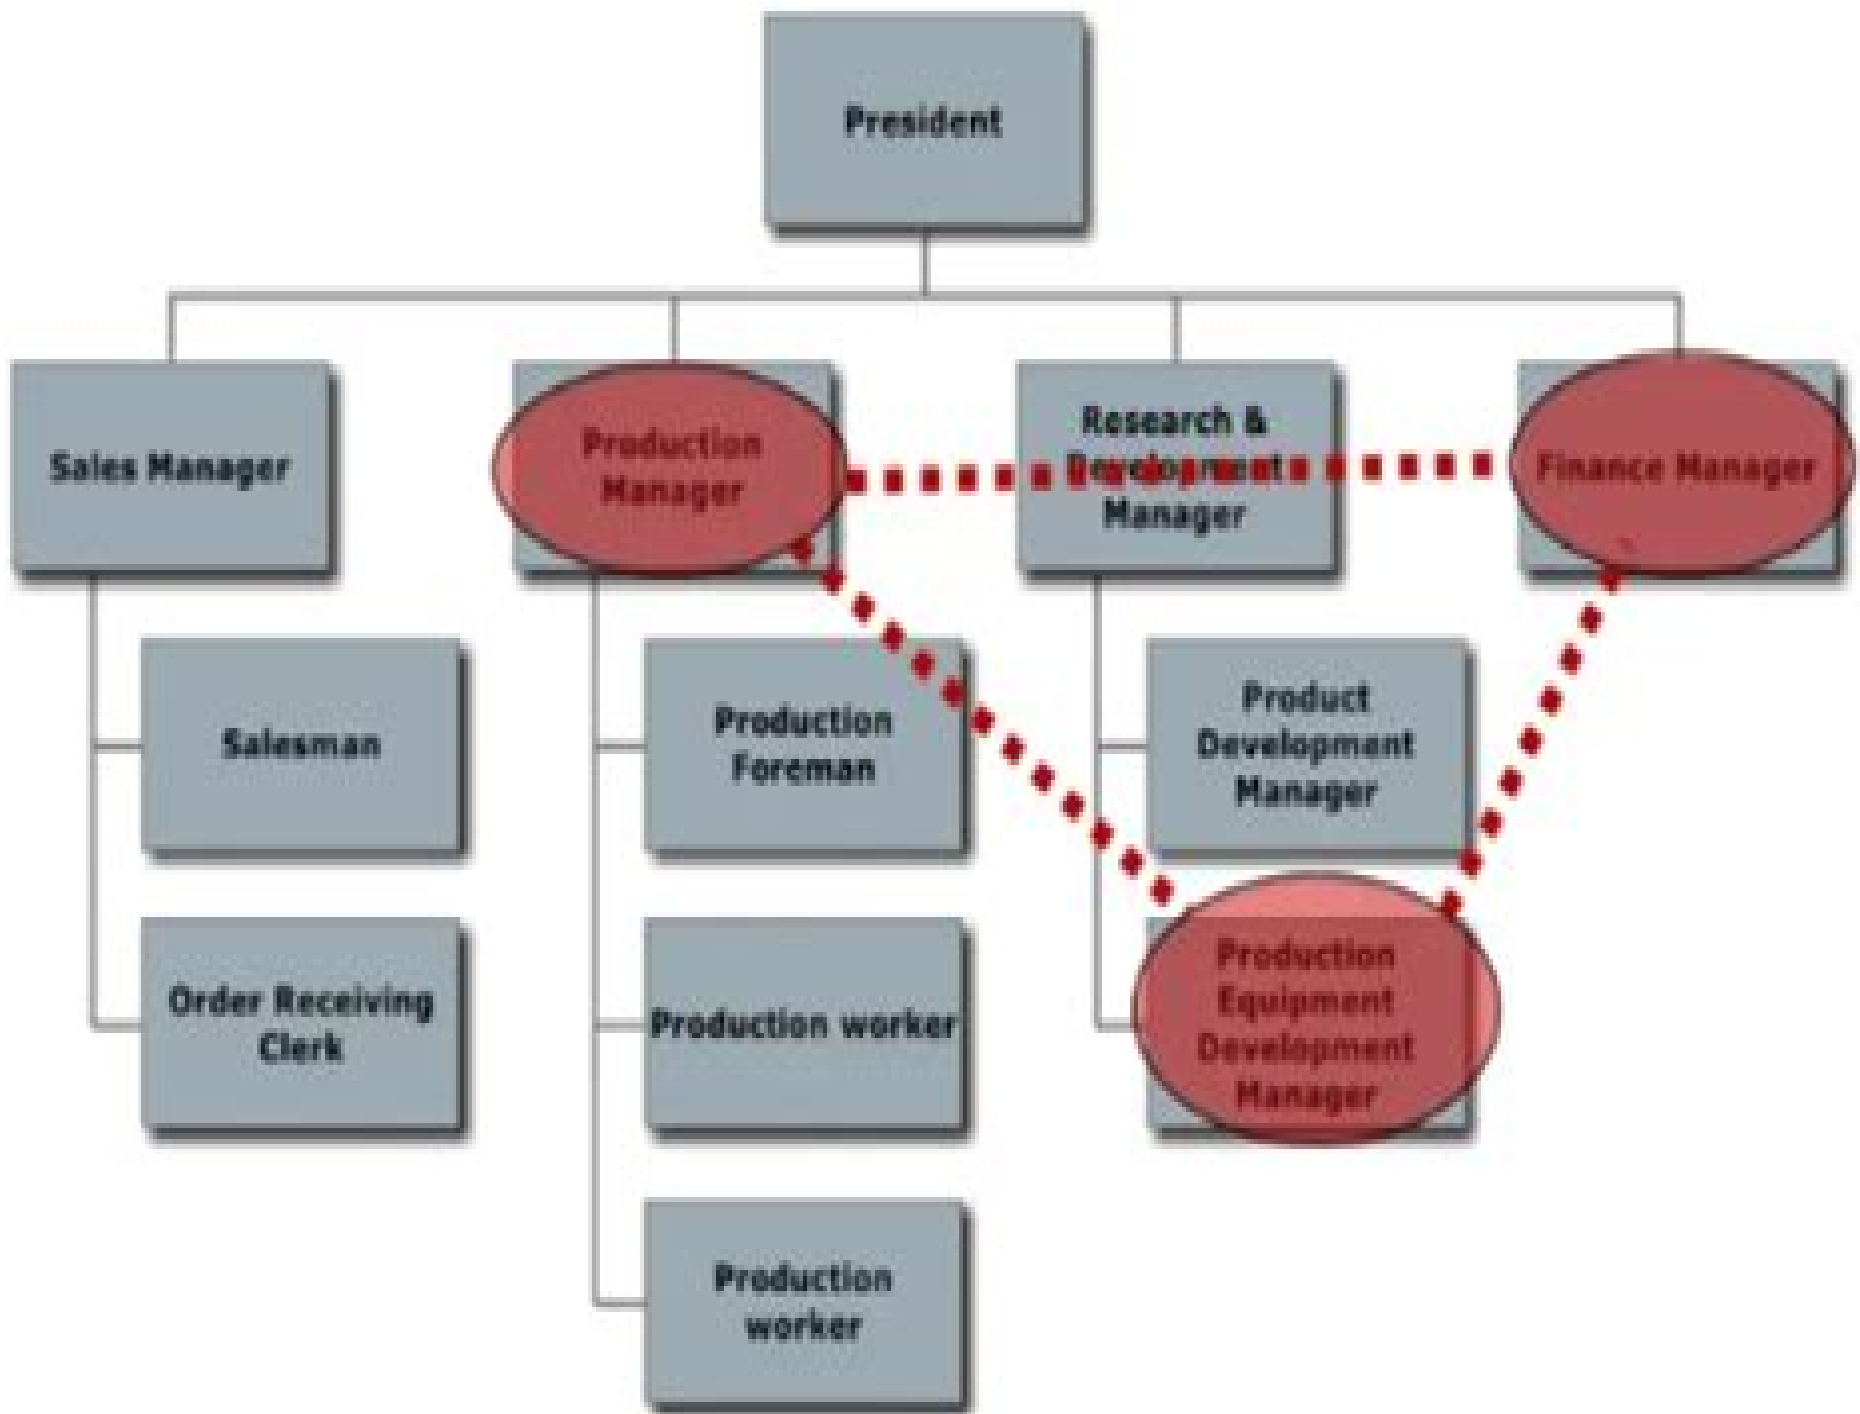 President
Sales Manager
Production
Manager
Research &
Development
Manager
Finance Manager
Salesman
Production
Foreman
Product
Development
Manager
Order Receiving
Clerk
Production worker
Production
Equipment
Development
Manager
Production
worker